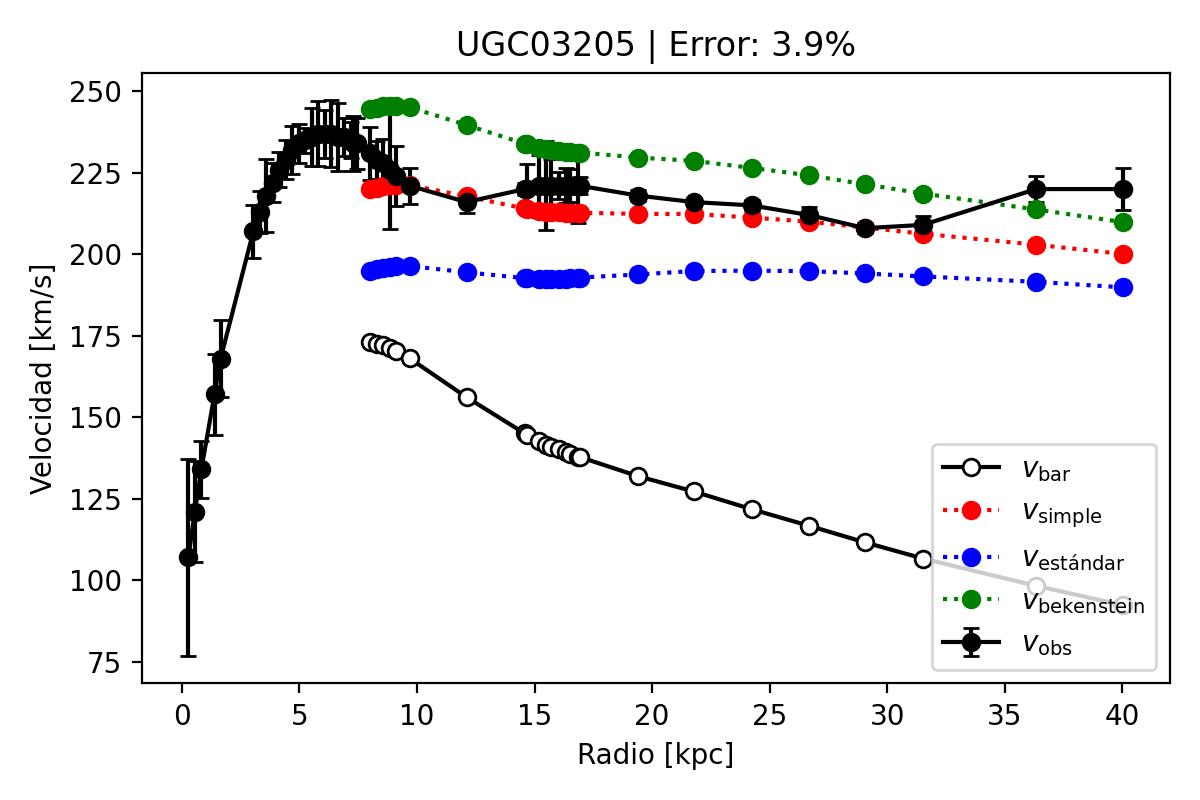 UGC03205 | Error: 3.9%
250
225
200
175
150
125
100
75
Velocidad [km/s]
v_bar
v_simple
v_estándar
v_bekenstein
v_obs
0 5 10 15 20 25 30 35 40
Radio [kpc]